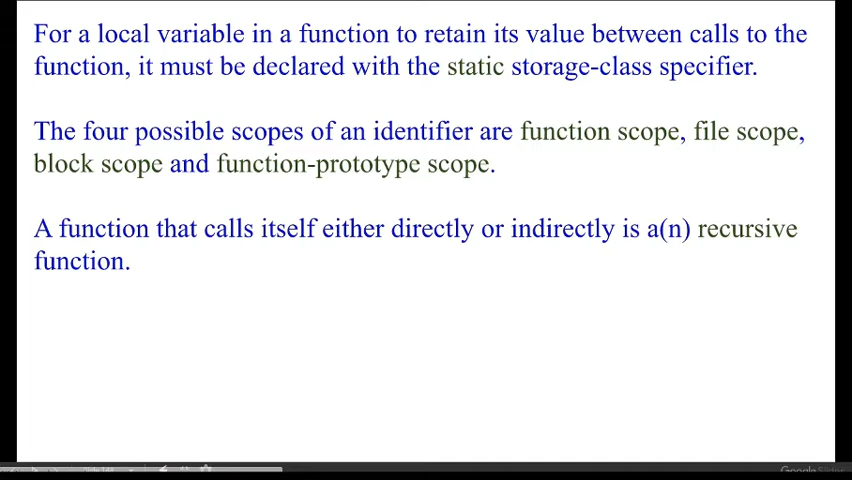 For a local variable in a function to retain its value between calls to the
function, it must be declared with the static storage-class specifier.
The four possible scopes of an identifier are function scope, file scope,
block scope and function-prototype scope.
A function that calls itself either directly or indirectly is a(n) recursive
function.
Google Slides